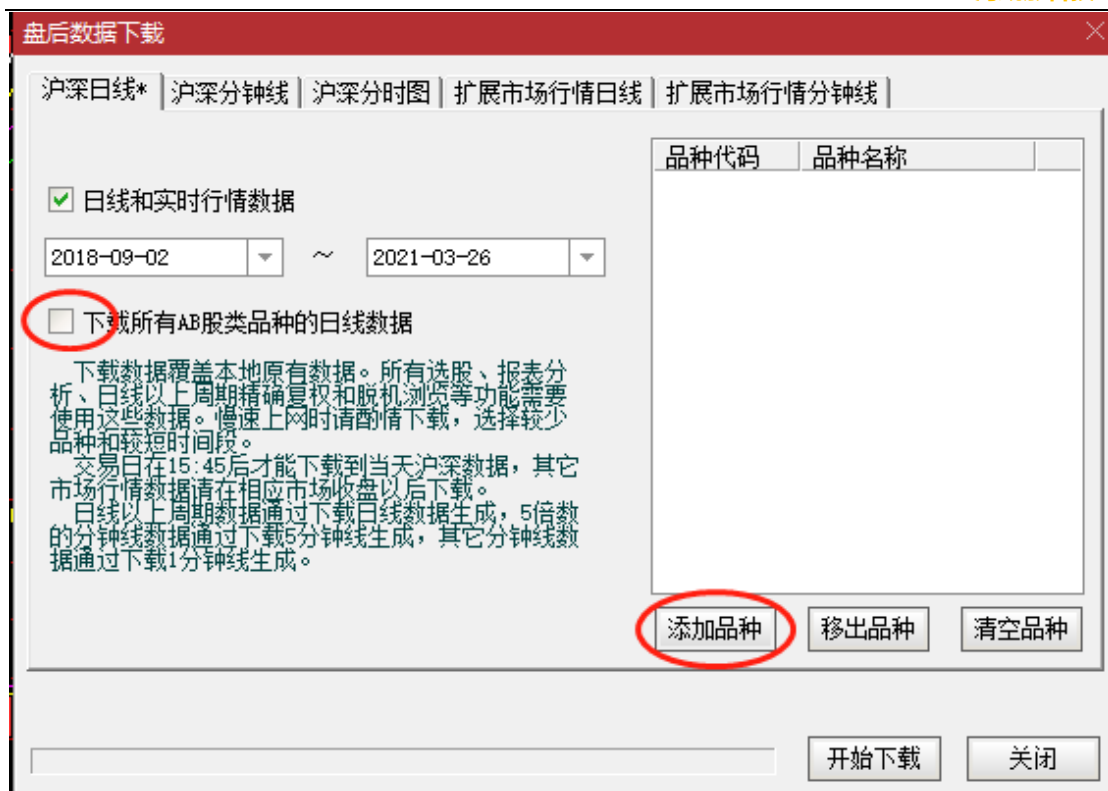 盘后数据下载
沪深日线* 沪深分钟线 沪深分时图 扩展市场行情日线 扩展市场行情分钟线
品种代码 品种名称
日线和实时行情数据
2018-09-02 ~ 2021-03-26
下载所有AB股类品种的日线数据
下载数据覆盖本地原有数据。所有选股、报表分
析、日线以上周期精确复权和脱机浏览等功能需要
使用这些数据。慢速上网时请酌情下载，选择较少
品种和较短时间段。
交易日在15:45后才能下载到当天沪深数据，其它
市场行情数据请在相应市场收盘以后下载。
日线以上周期数据通过下载日线数据生成，5倍数
的分钟线数据通过下载5分钟线生成，其它分钟线数
据通过下载1分钟线生成。
添加品种 移出品种 清空品种
开始下载 关闭